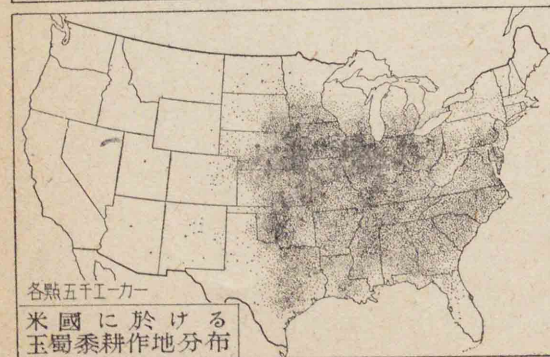 各點五千エーカー
米國に於ける
玉蜀黍耕作地分布